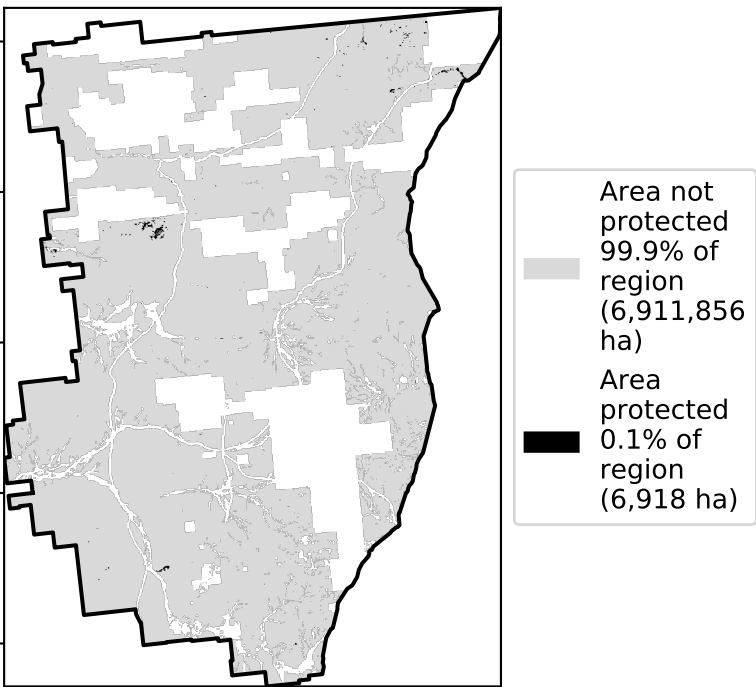 Area not
protected
99.9% of
region
(6,911,856
ha)
Area
protected
0.1% of
region
(6,918 ha)